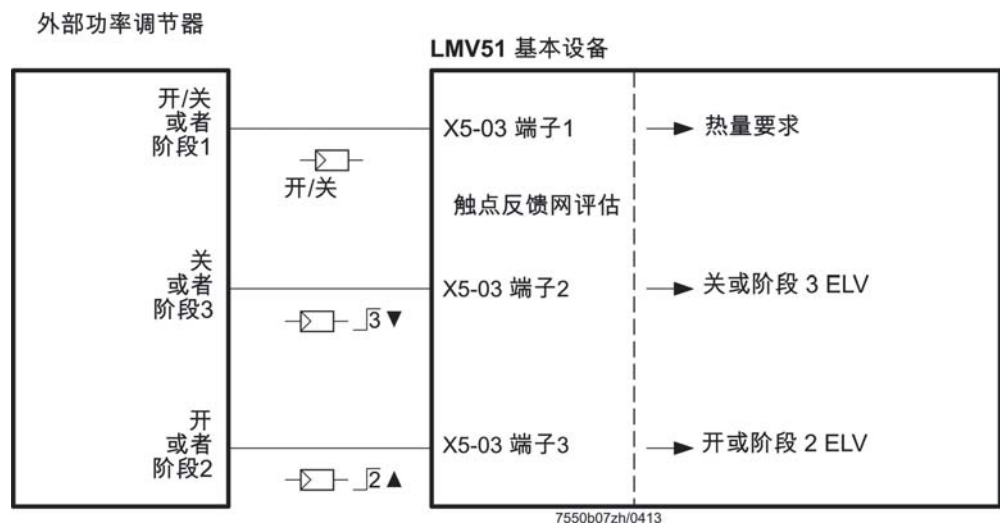 外部功率调节器
LMV51 基本设备
开/关
或者
阶段1
开/关
X5-03 端子1
热量要求
触点反馈网评估
关
或者
阶段3
3
X5-03 端子2
关或阶段 3 ELV
开
或者
阶段2
2
X5-03 端子3
开或阶段 2 ELV
7550b07zh/0413